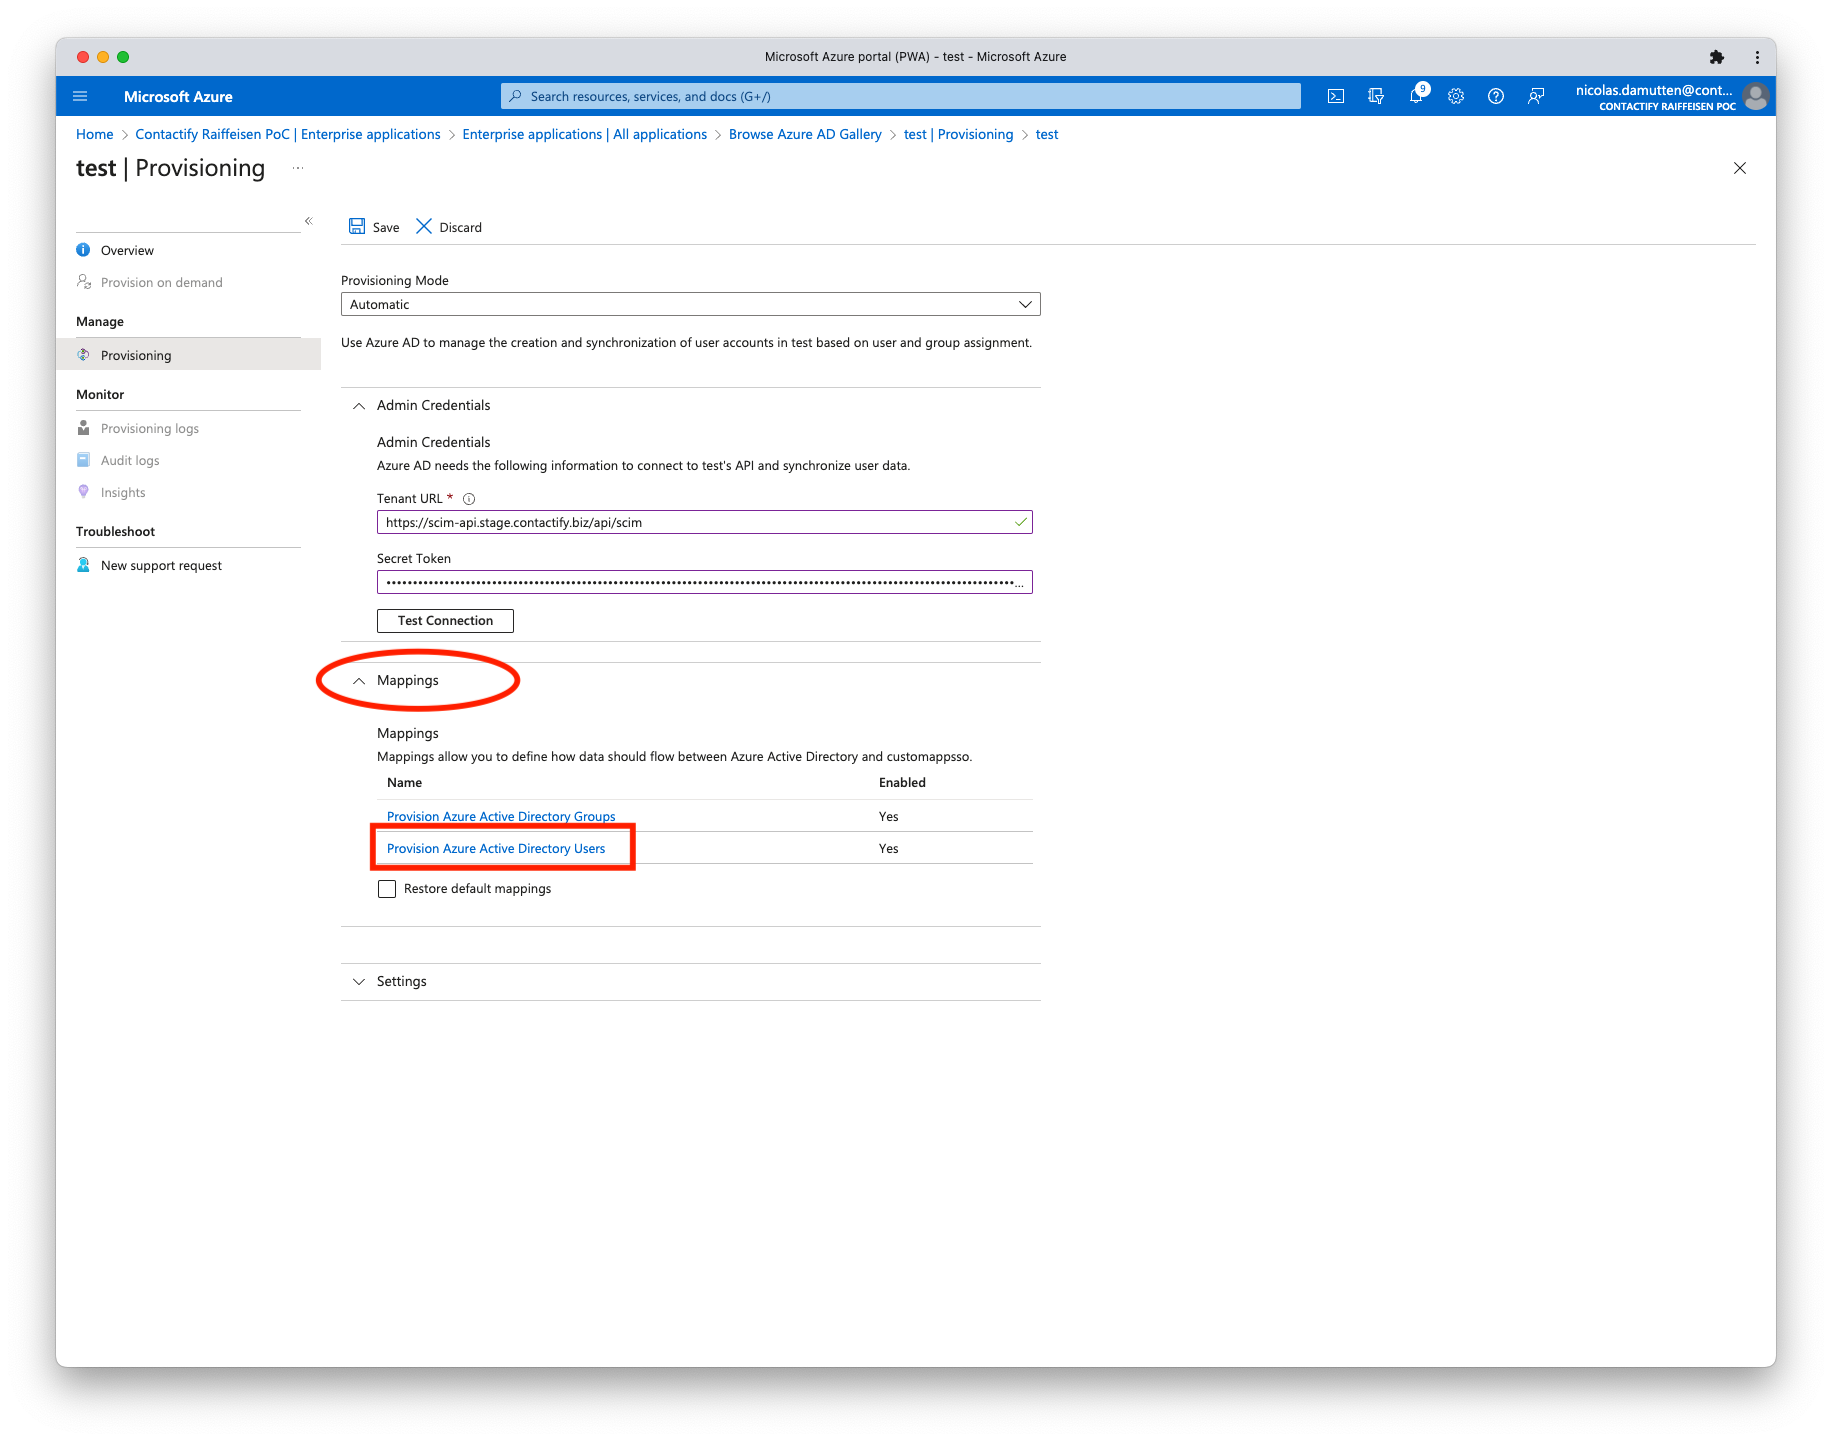 Microsoft Azure portal (PWA) – test – Microsoft Azure
Microsoft Azure
Search resources, services, and docs (G+/)
9
nicolas.damutten@cont...
CONTACTIFY RAIFFEISEN POC
Home > Contactify Raiffeisen PoC | Enterprise applications > Enterprise applications | All applications > Browse Azure AD Gallery > test | Provisioning > test
test | Provisioning ...
«
Overview
Provision on demand
Manage
Provisioning
Monitor
Provisioning logs
Audit logs
Insights
Troubleshoot
New support request
Save Discard
Provisioning Mode
Automatic
Use Azure AD to manage the creation and synchronization of user accounts in test based on user and group assignment.
Admin Credentials
Admin Credentials
Azure AD needs the following information to connect to test's API and synchronize user data.
Tenant URL *
https://scim-api.stage.contactify.biz/api/scim
Secret Token
Test Connection
Mappings
Mappings
Mappings allow you to define how data should flow between Azure Active Directory and customappsso.
Name Enabled
Provision Azure Active Directory Groups Yes
Provision Azure Active Directory Users Yes
Restore default mappings
Settings